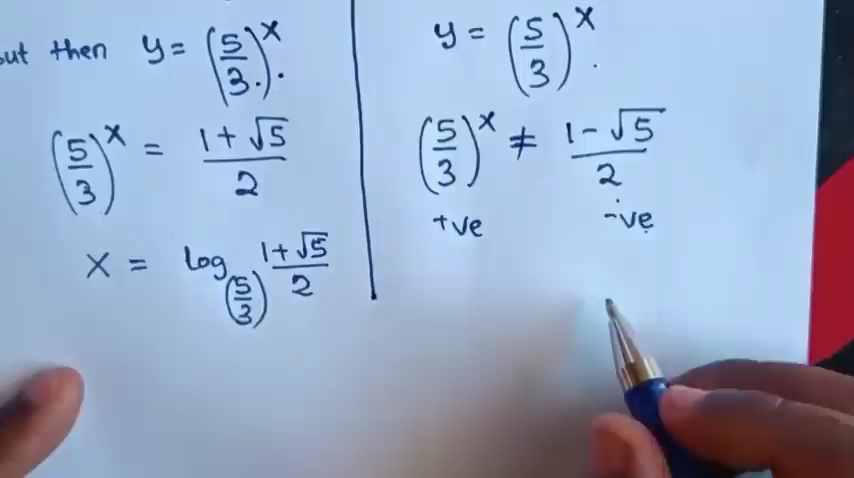 but then y = (5/3)^x.
(5/3)^x = (1 + √5)/2
x = log_(5/3) (1 + √5)/2
y = (5/3)^x.
(5/3)^x ≠ (1 - √5)/2
+ve -ve